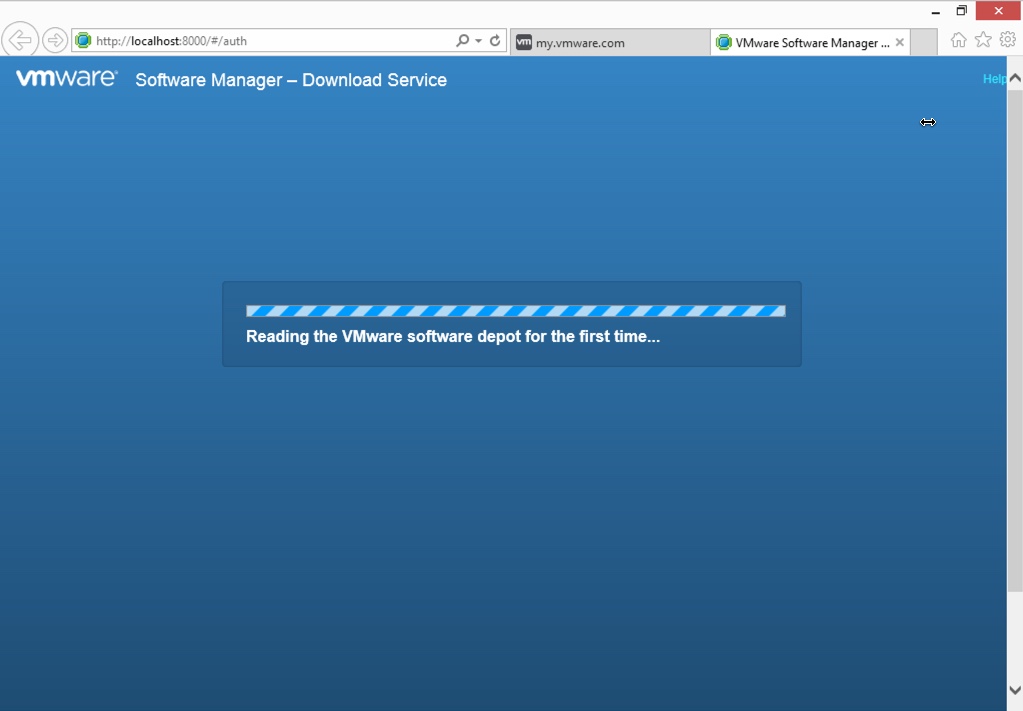 http://localhost:8000/#/auth
vm my.vmware.com
VMware Software Manager ...
vmware® Software Manager – Download Service
Help
Reading the VMware software depot for the first time...